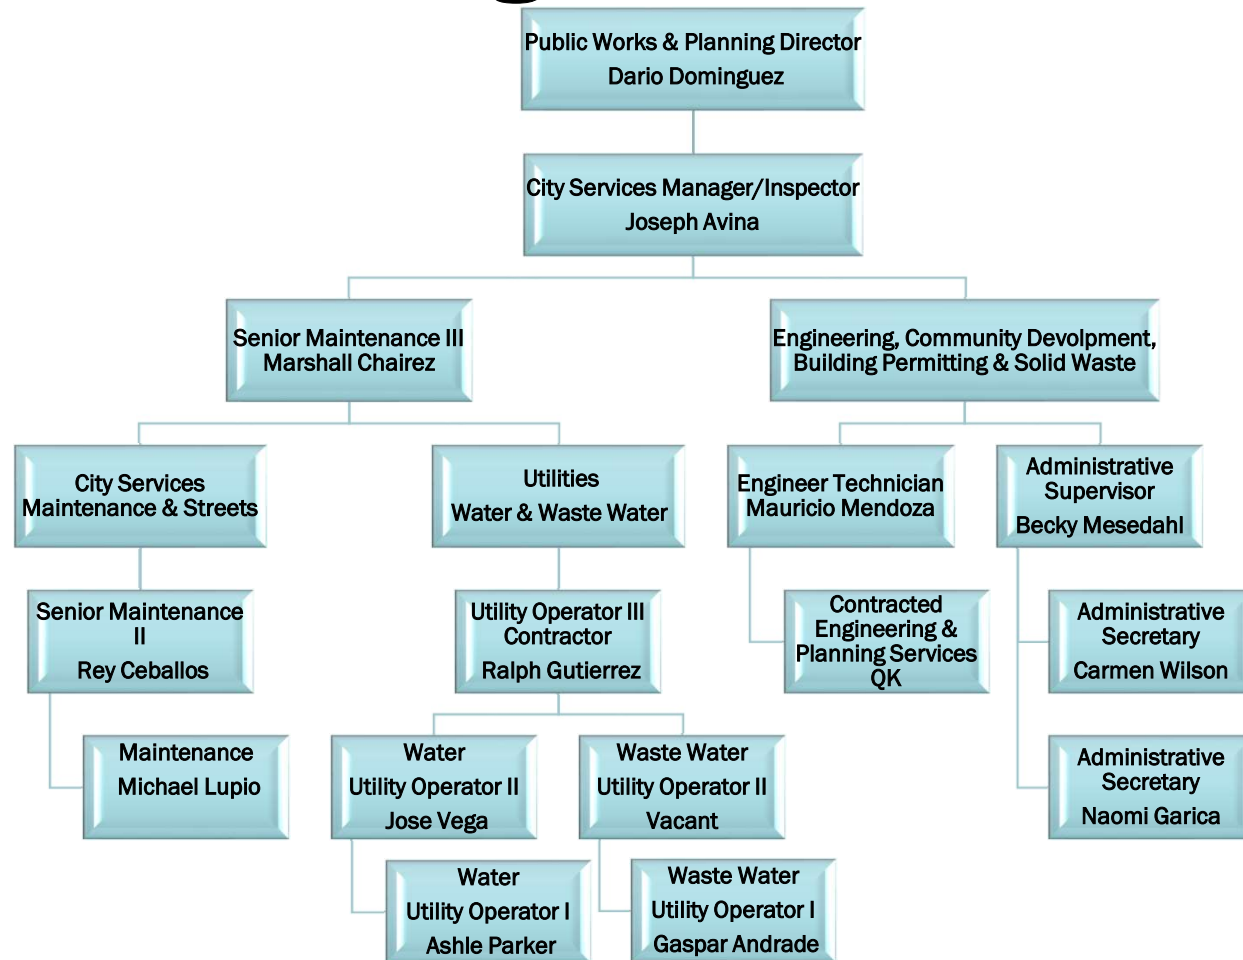 Public Works & Planning Director
Dario Dominguez
City Services Manager/Inspector
Joseph Avina
Senior Maintenance III
Marshall Chairez
Engineering, Community Devolpment,
Building Permitting & Solid Waste
City Services
Maintenance & Streets
Utilities
Water & Waste Water
Engineer Technician
Mauricio Mendoza
Administrative
Supervisor
Becky Mesedahl
Senior Maintenance
II
Rey Ceballos
Utility Operator III
Contractor
Ralph Gutierrez
Contracted
Engineering &
Planning Services
QK
Administrative
Secretary
Carmen Wilson
Maintenance
Michael Lupio
Water
Utility Operator II
Jose Vega
Waste Water
Utility Operator II
Vacant
Administrative
Secretary
Naomi Garica
Water
Utility Operator I
Ashle Parker
Waste Water
Utility Operator I
Gaspar Andrade